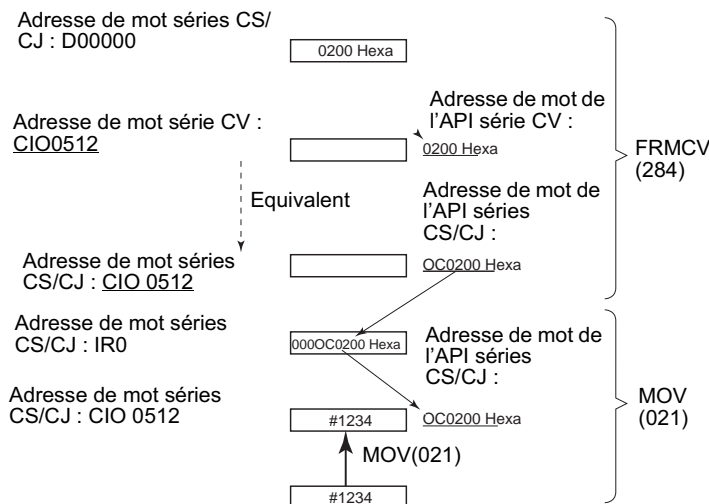 Adresse de mot séries CS/
CJ : D00000
0200 Hexa
Adresse de mot série CV :
CIO0512
Adresse de mot de
l'API série CV :
0200 Hexa
FRMCV
(284)
Equivalent
Adresse de mot de
l'API séries
CS/CJ :
Adresse de mot séries
CS/CJ : CIO 0512
OC0200 Hexa
Adresse de mot séries
CS/CJ : IR0
000OC0200 Hexa
Adresse de mot de
l'API séries
CS/CJ :
Adresse de mot séries
CS/CJ : CIO 0512
#1234
OC0200 Hexa
MOV
(021)
MOV(021)
#1234